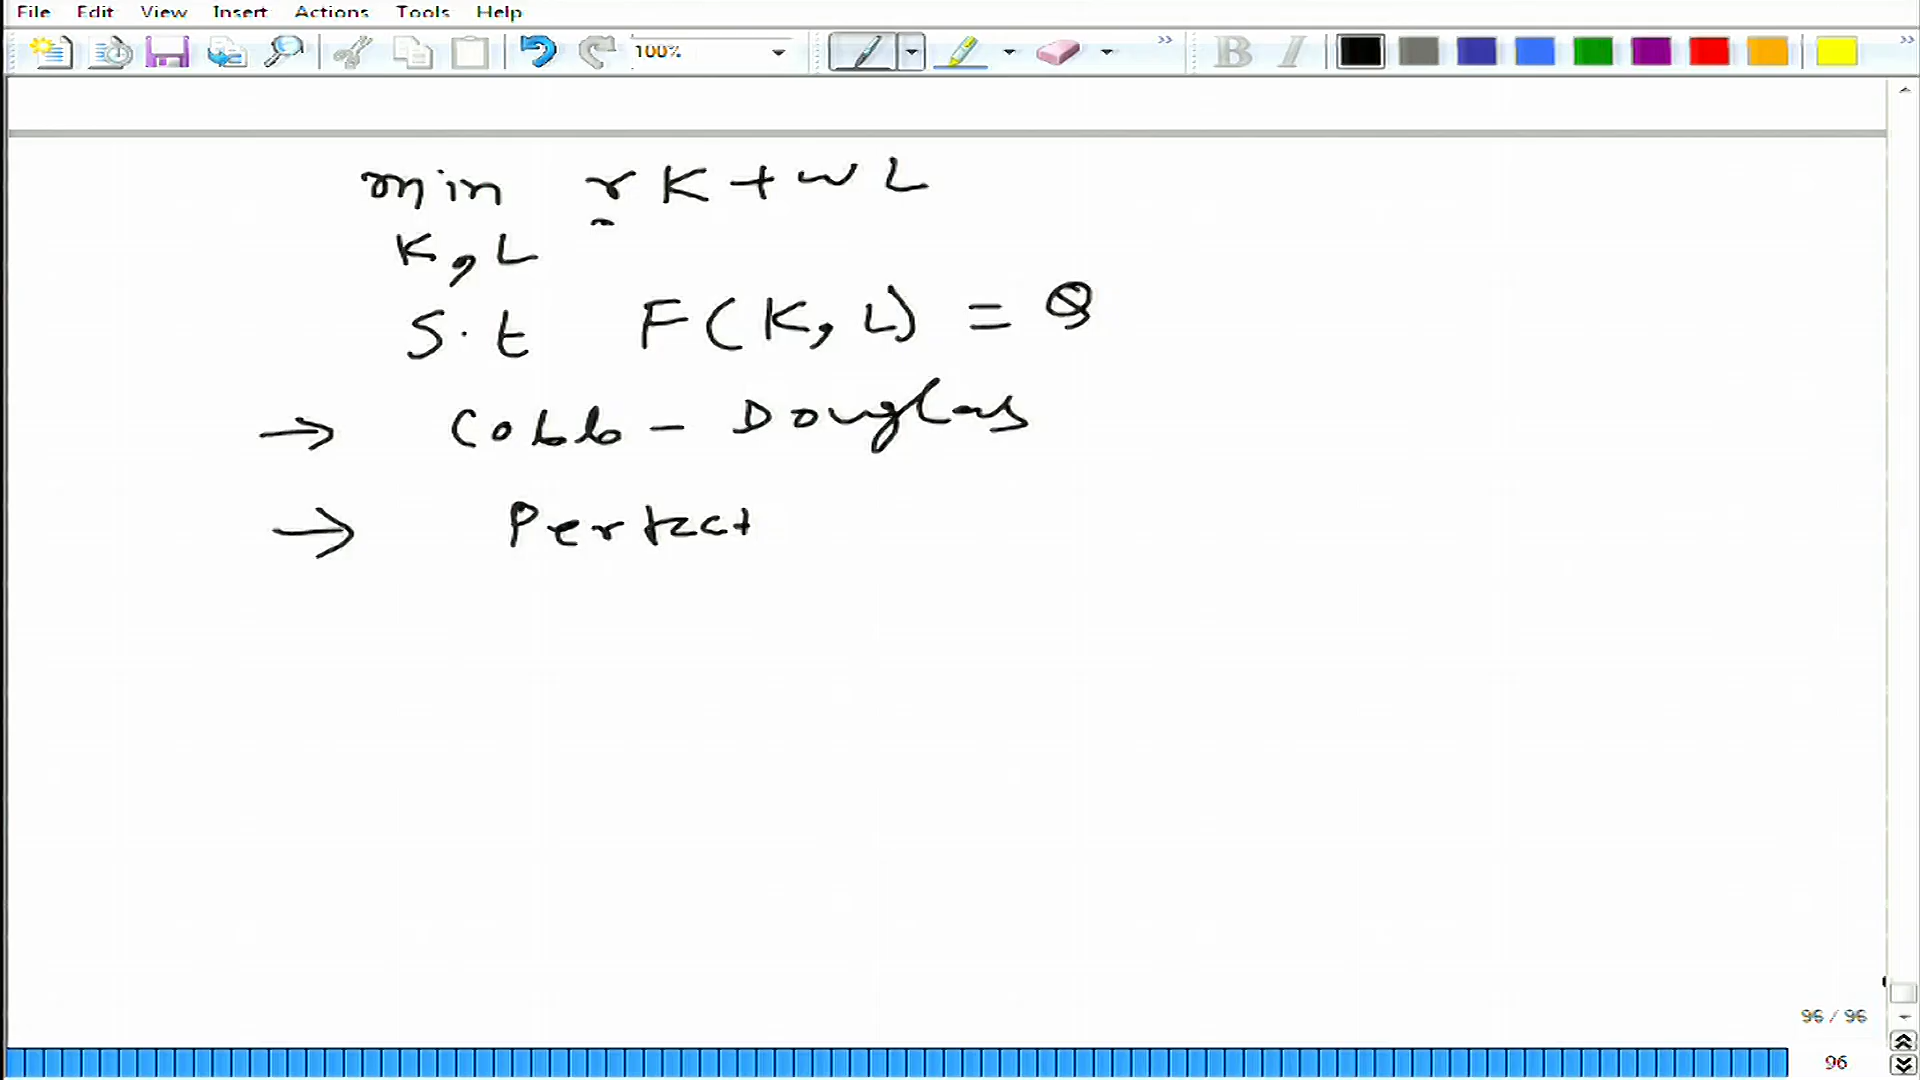 File Edit View Insert Actions Tools Help
100% B I
min rK + wL
K, L
S.t F(K, L) = Q
→ Cobb - Douglas
→ Perfect
96 / 96
96